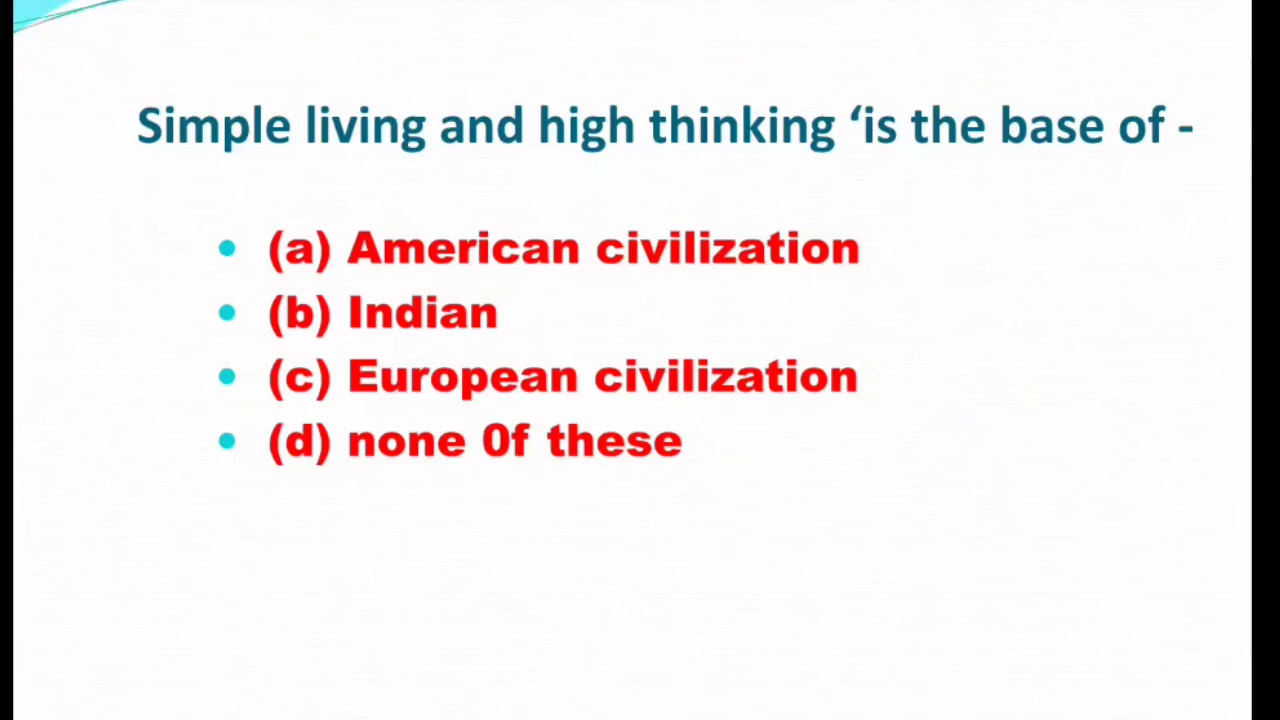 Simple living and high thinking ‘is the base of -
• (a) American civilization
• (b) Indian
• (c) European civilization
• (d) none 0f these